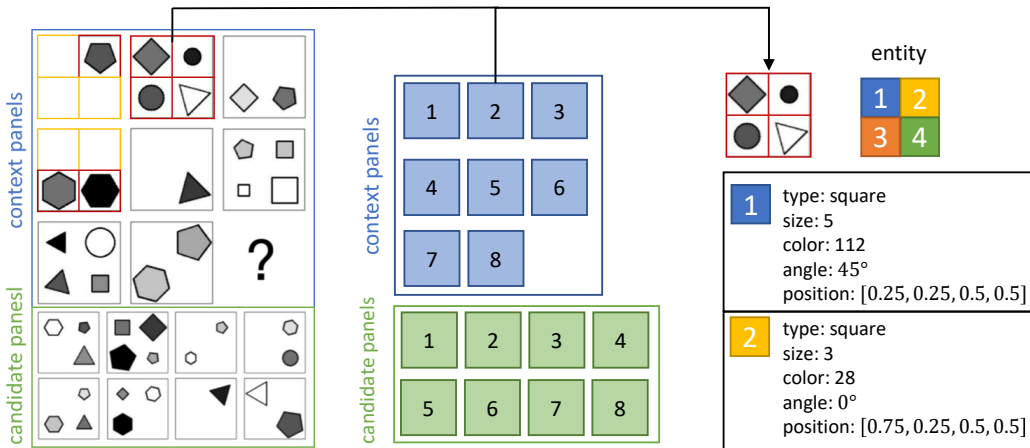 context panels
?
candidate panesl
context panels
1 2 3
4 5 6
7 8
candidate panels
1 2 3 4
5 6 7 8
entity
1 2
3 4
1
type: square
size: 5
color: 112
angle: 45°
position: [0.25, 0.25, 0.5, 0.5]
2
type: square
size: 3
color: 28
angle: 0°
position: [0.75, 0.25, 0.5, 0.5]